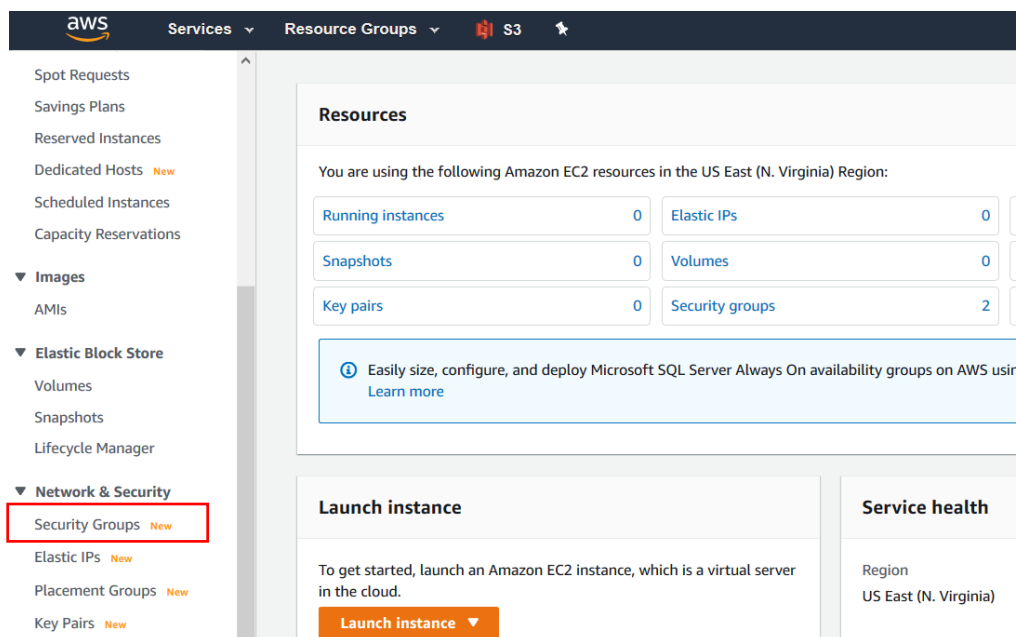 aws
Services
Resource Groups
S3
Spot Requests
Savings Plans
Reserved Instances
Dedicated Hosts New
Scheduled Instances
Capacity Reservations
Images
AMIs
Elastic Block Store
Volumes
Snapshots
Lifecycle Manager
Network & Security
Security Groups New
Elastic IPs New
Placement Groups New
Key Pairs New
Resources
You are using the following Amazon EC2 resources in the US East (N. Virginia) Region:
Running instances 0
Elastic IPs 0
Snapshots 0
Volumes 0
Key pairs 0
Security groups 2
Easily size, configure, and deploy Microsoft SQL Server Always On availability groups on AWS usin
Learn more
Launch instance
To get started, launch an Amazon EC2 instance, which is a virtual server
in the cloud.
Launch instance
Service health
Region
US East (N. Virginia)